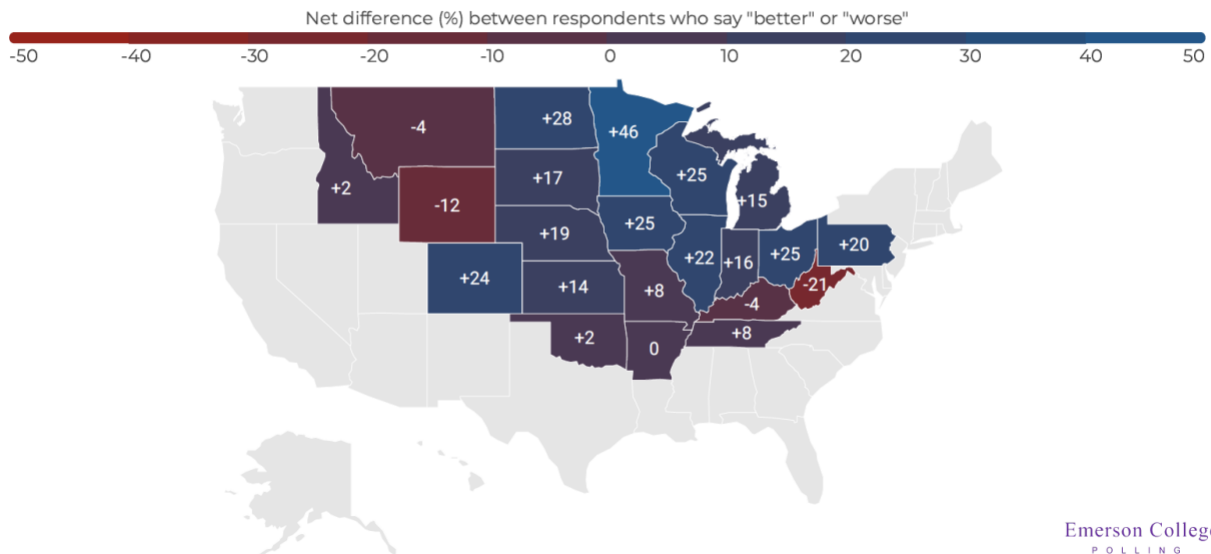 Net difference (%) between respondents who say "better" or "worse"
-50 -40 -30 -20 -10 0 10 20 30 40 50
-4 +28 +46
+2 -12 +17 +25 +15
+19 +25
+24 +14 +8 +22 +16 +25 +20
-4 -21
+2 0 +8
Emerson College
POLLING